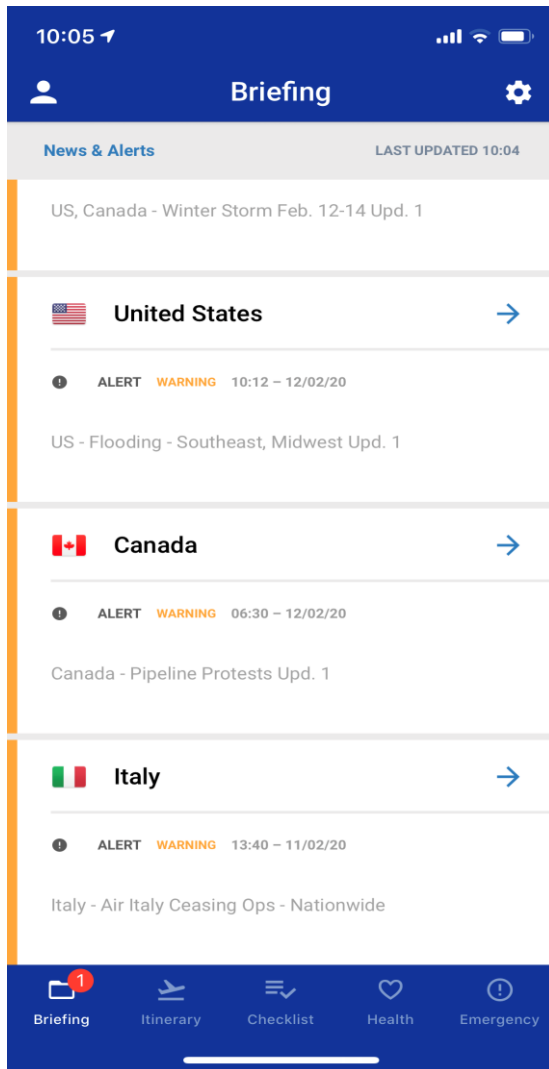 10:05
Briefing
News & Alerts LAST UPDATED 10:04
US, Canada - Winter Storm Feb. 12-14 Upd. 1
United States
ALERT WARNING 10:12 – 12/02/20
US - Flooding - Southeast, Midwest Upd. 1
Canada
ALERT WARNING 06:30 – 12/02/20
Canada - Pipeline Protests Upd. 1
Italy
ALERT WARNING 13:40 – 11/02/20
Italy - Air Italy Ceasing Ops - Nationwide
1
Briefing Itinerary Checklist Health Emergency